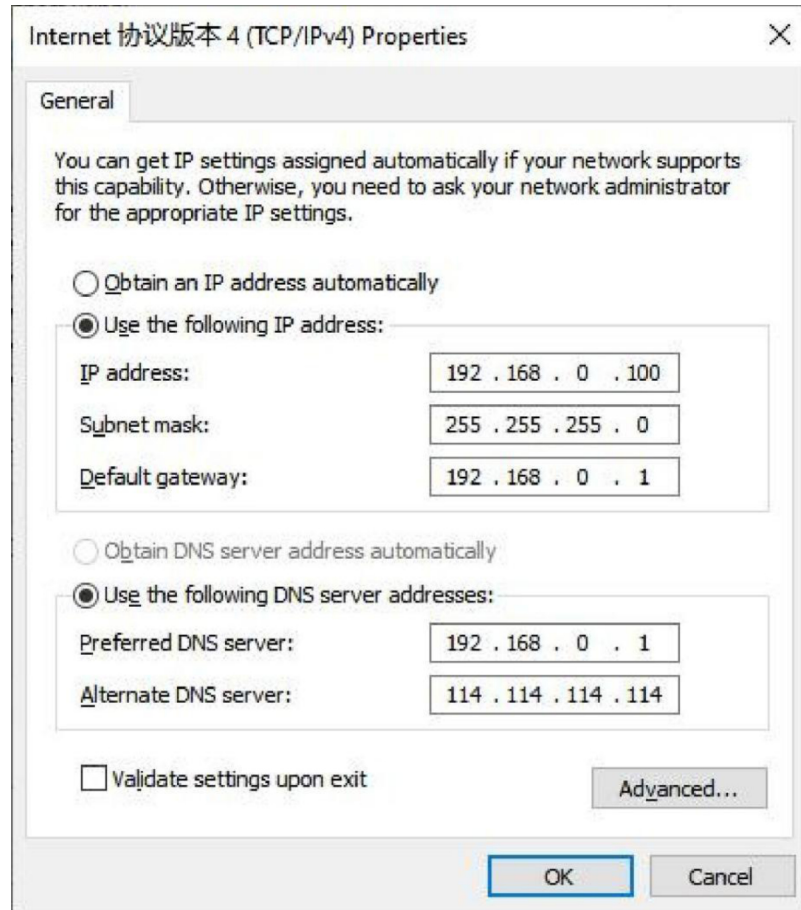 Internet 协议版本 4 (TCP/IPv4) Properties
General
You can get IP settings assigned automatically if your network supports
this capability. Otherwise, you need to ask your network administrator
for the appropriate IP settings.
Obtain an IP address automatically
Use the following IP address:
IP address: 192 . 168 . 0 . 100
Subnet mask: 255 . 255 . 255 . 0
Default gateway: 192 . 168 . 0 . 1
Obtain DNS server address automatically
Use the following DNS server addresses:
Preferred DNS server: 192 . 168 . 0 . 1
Alternate DNS server: 114 . 114 . 114 . 114
Validate settings upon exit
Advanced...
OK Cancel